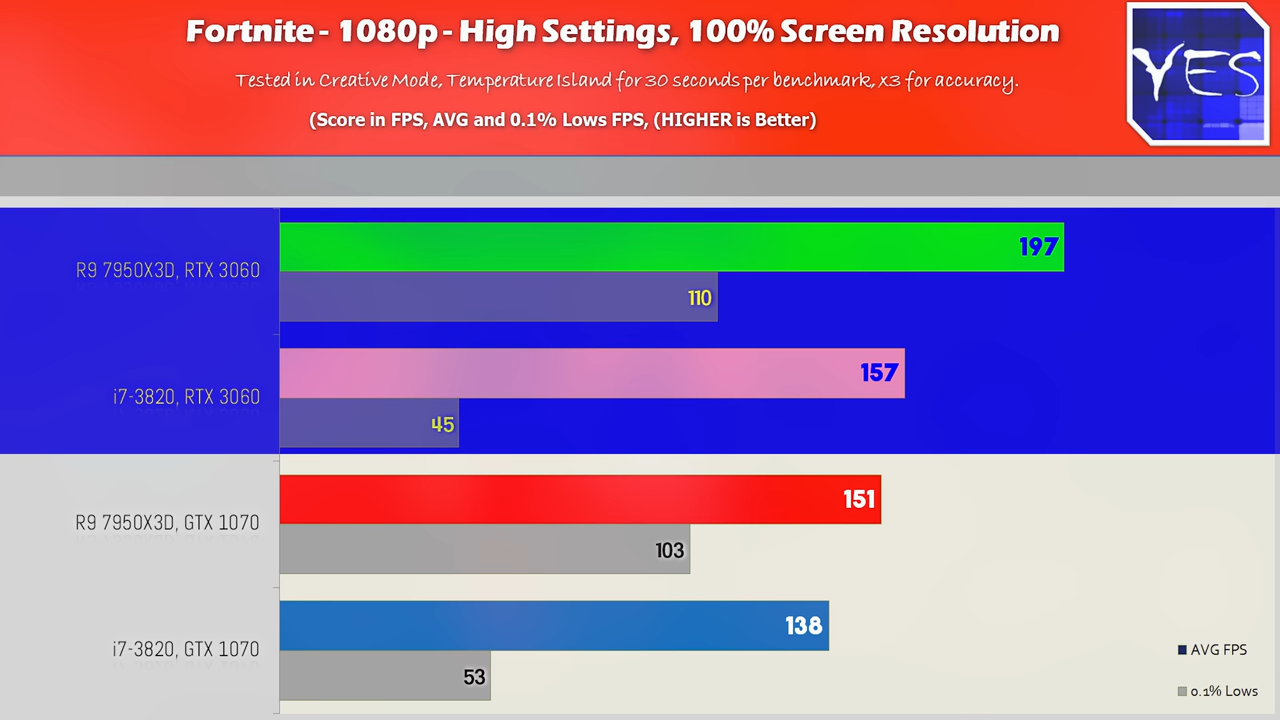 Fortnite - 1080p - High Settings, 100% Screen Resolution
Tested in Creative Mode, Temperature Island for 30 seconds per benchmark, x3 for accuracy.
(Score in FPS, AVG and 0.1% Lows FPS, (HIGHER is Better)
YES
R9 7950X3D, RTX 3060
197
110
i7-3820, RTX 3060
157
45
R9 7950X3D, GTX 1070
151
103
i7-3820, GTX 1070
138
53
AVG FPS
0.1% Lows